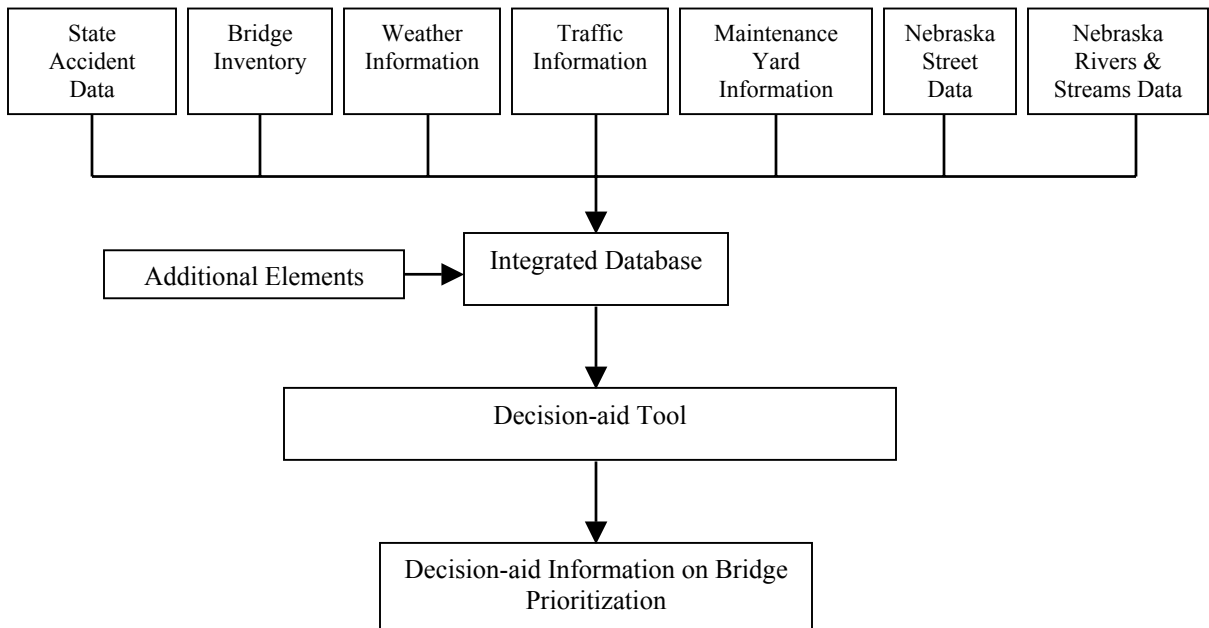 State
Accident
Data
Bridge
Inventory
Weather
Information
Traffic
Information
Maintenance
Yard
Information
Nebraska
Street
Data
Nebraska
Rivers &
Streams Data
Integrated Database
Additional Elements
Decision-aid Tool
Decision-aid Information on Bridge
Prioritization